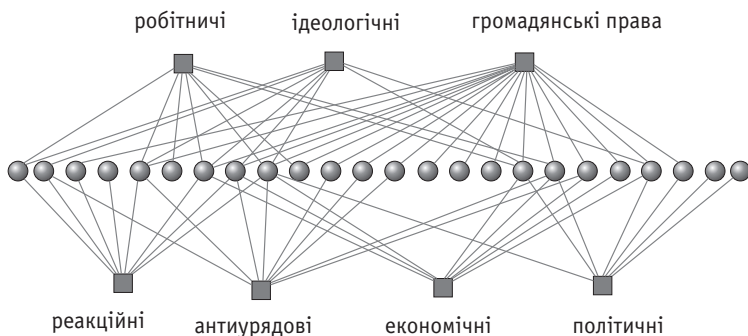 робітничі ідеологічні громадянські права
реакційні антиурядові економічні політичні